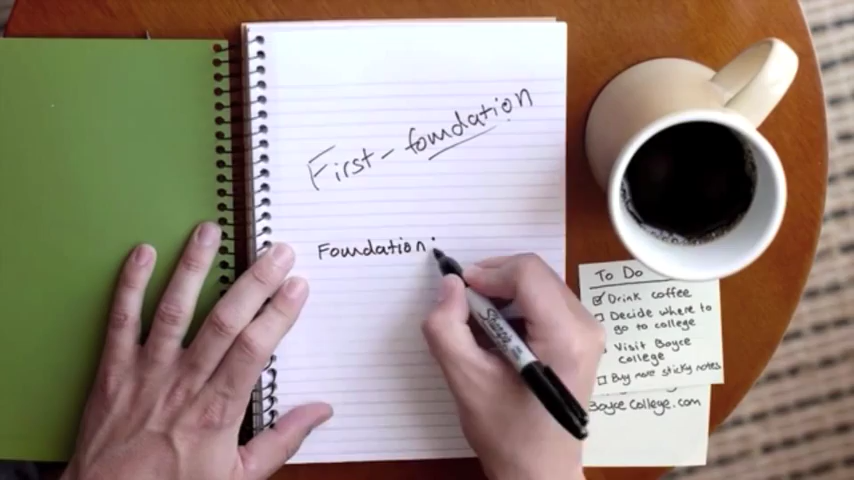 First-foundation
Foundation:
Sharpie
To Do
☑ Drink coffee
☐ Decide where to
go to college
☐ Visit Boyce
College
☐ Buy more sticky notes
BoyceCollege.com